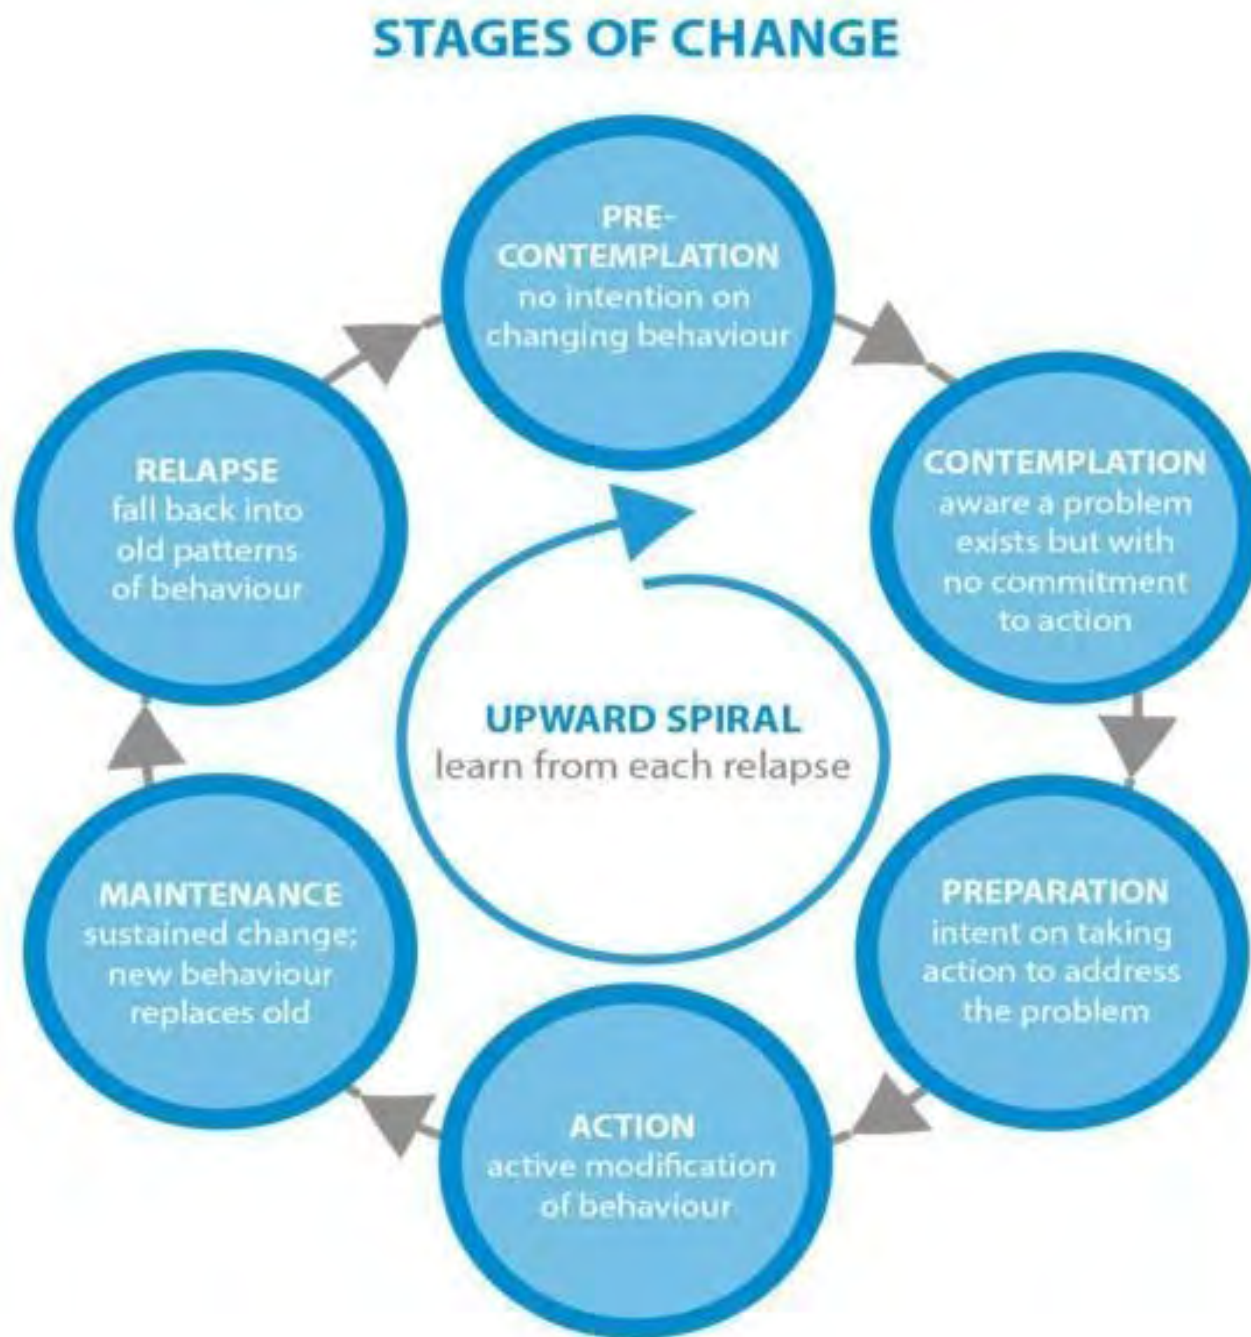 STAGES OF CHANGE
PRE-
CONTEMPLATION
no intention on
changing behaviour
CONTEMPLATION
aware a problem
exists but with
no commitment
to action
PREPARATION
intent on taking
action to address
the problem
ACTION
active modification
of behaviour
MAINTENANCE
sustained change;
new behaviour
replaces old
RELAPSE
fall back into
old patterns
of behaviour
UPWARD SPIRAL
learn from each relapse